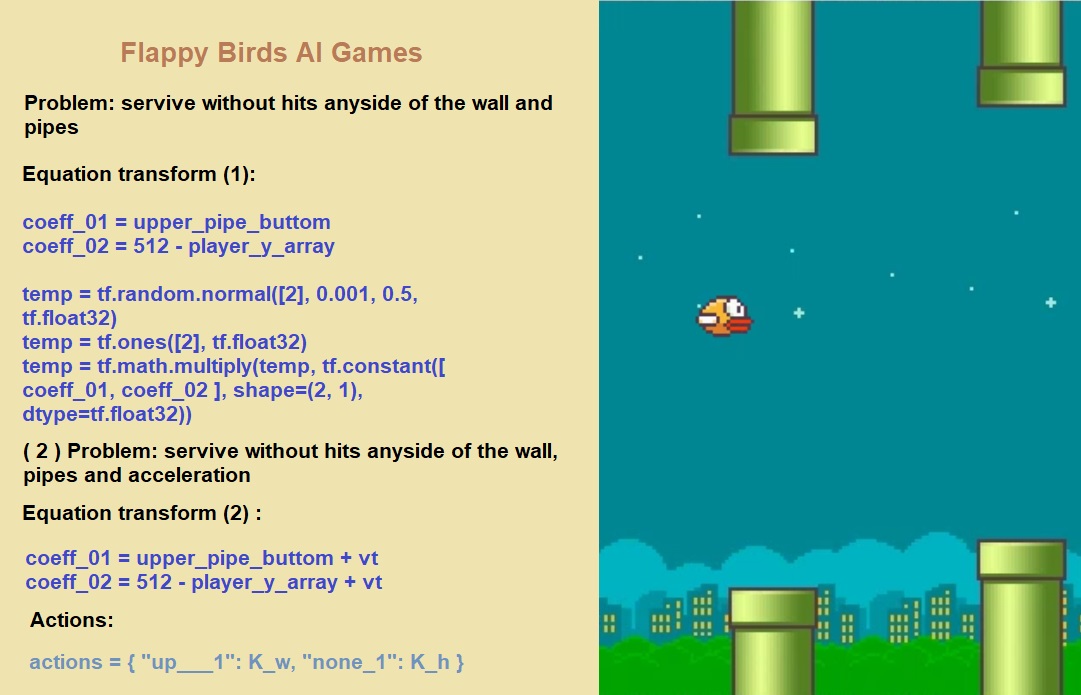 Flappy Birds AI Games
Problem: servive without hits anyside of the wall and
pipes
Equation transform (1):
coeff_01 = upper_pipe_buttom
coeff_02 = 512 - player_y_array
temp = tf.random.normal([2], 0.001, 0.5,
tf.float32)
temp = tf.ones([2], tf.float32)
temp = tf.math.multiply(temp, tf.constant([
coeff_01, coeff_02 ], shape=(2, 1),
dtype=tf.float32))
( 2 ) Problem: servive without hits anyside of the wall,
pipes and acceleration
Equation transform (2) :
coeff_01 = upper_pipe_buttom + vt
coeff_02 = 512 - player_y_array + vt
Actions:
actions = { "up___1": K_w, "none_1": K_h }